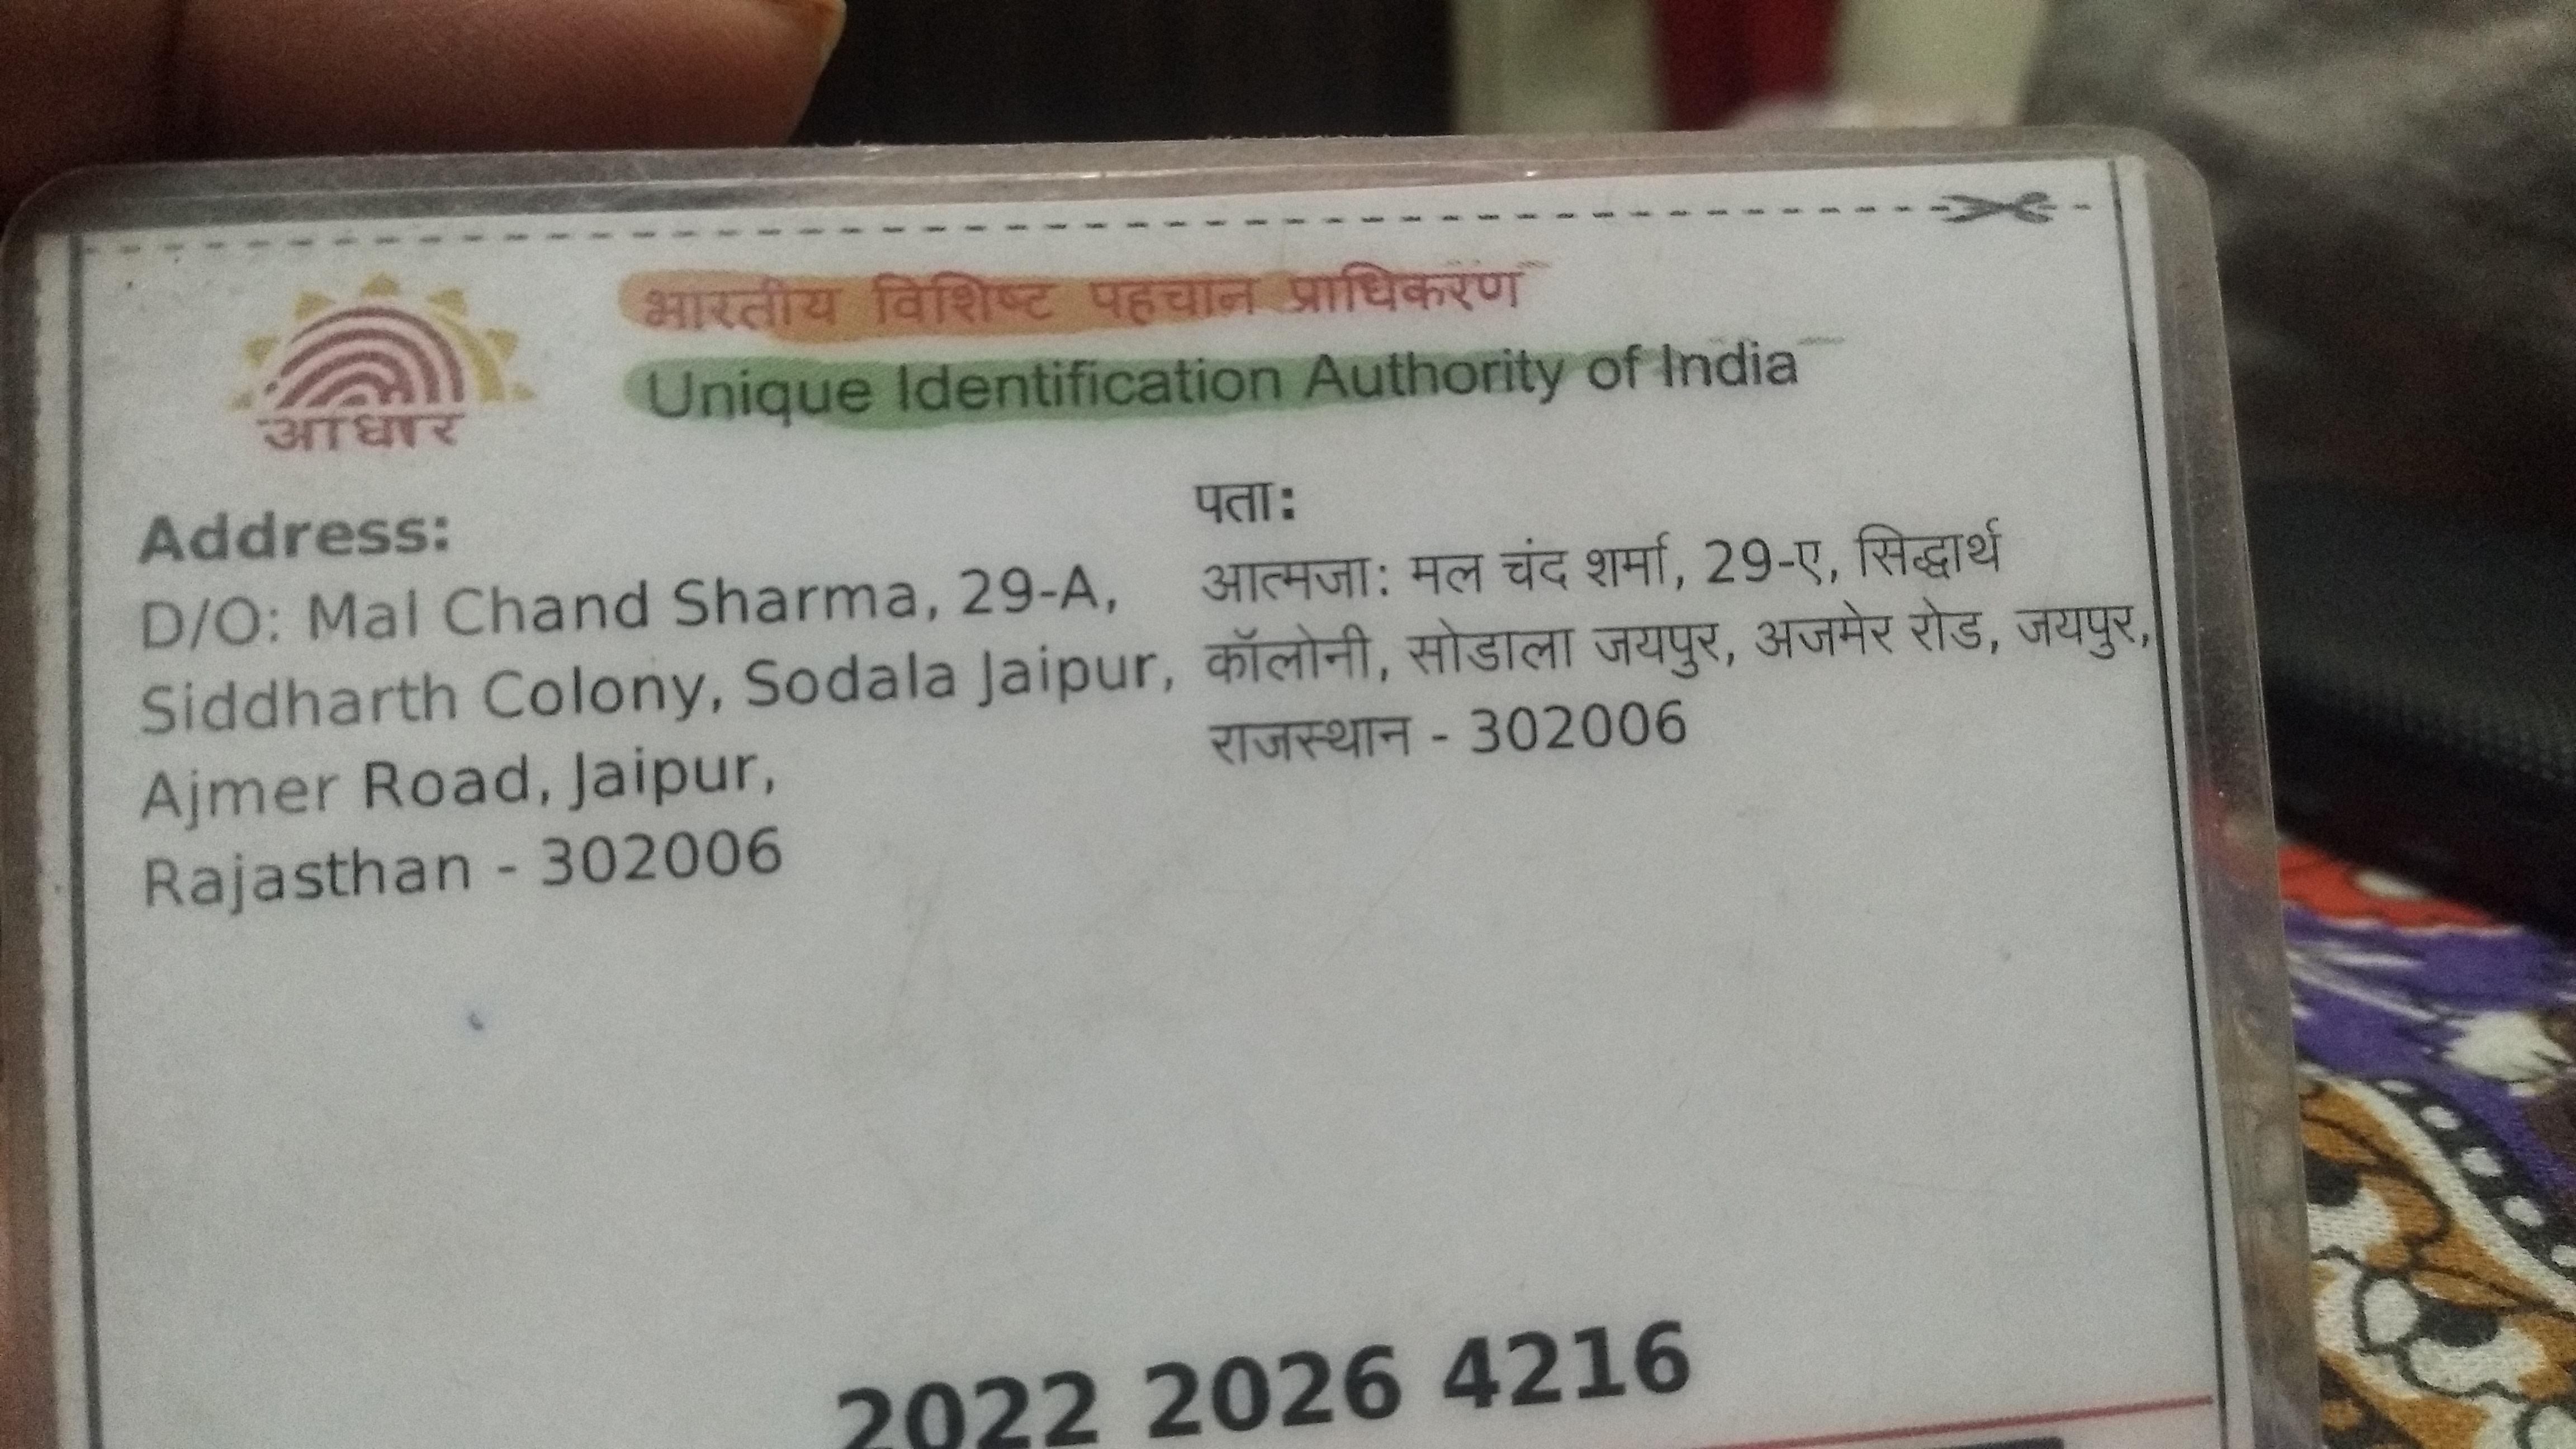 भारतीय विशिष्ट पहचान प्राधिकरण
Unique Identification Authority of India
आधार
Address:
D/O: Mal Chand Sharma, 29-A,
Siddharth Colony, Sodala Jaipur,
Ajmer Road, Jaipur,
Rajasthan - 302006
पता:
आत्मजा: मल चंद शर्मा, 29-ए, सिद्धार्थ
कॉलोनी, सोडाला जयपुर, अजमेर रोड, जयपुर,
राजस्थान - 302006
2022 2026 4216